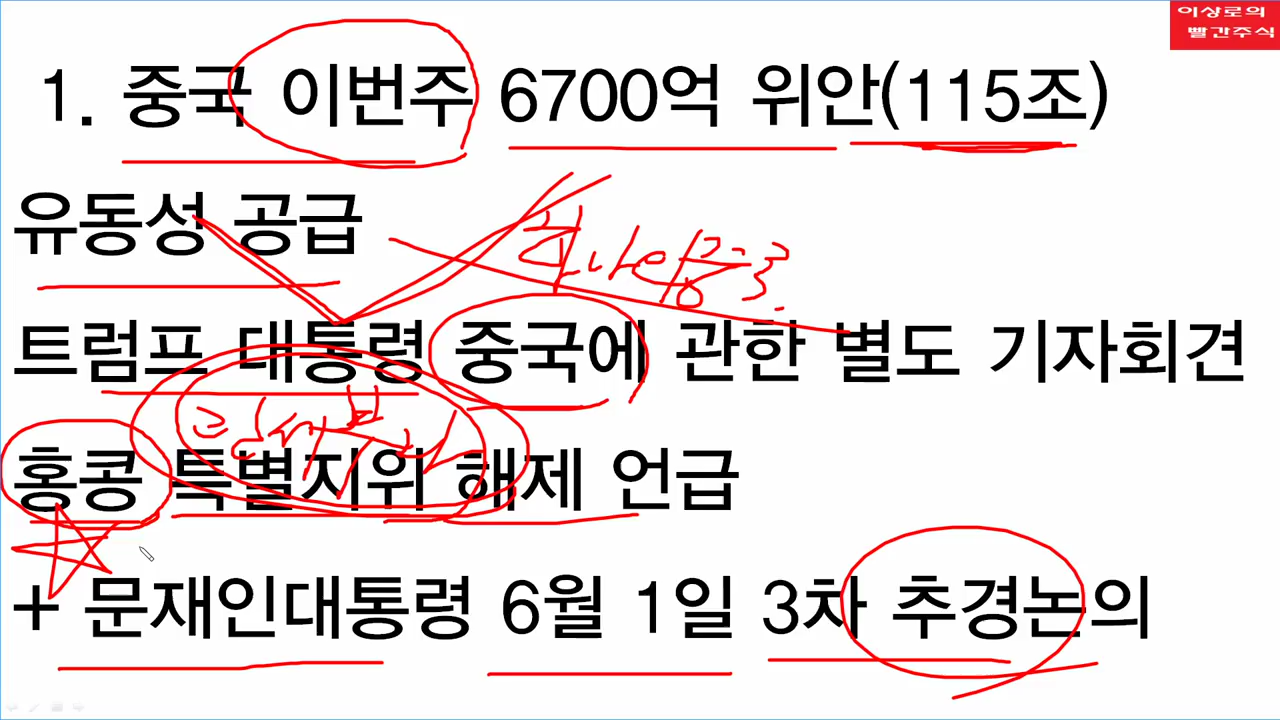 이상로의
빨간주식
1. 중국 이번주 6700억 위안(115조)
유동성 공급
트럼프 대통령 중국에 관한 별도 기자회견
홍콩 특별지위 해제 언급
+ 문재인대통령 6월 1일 3차 추경논의